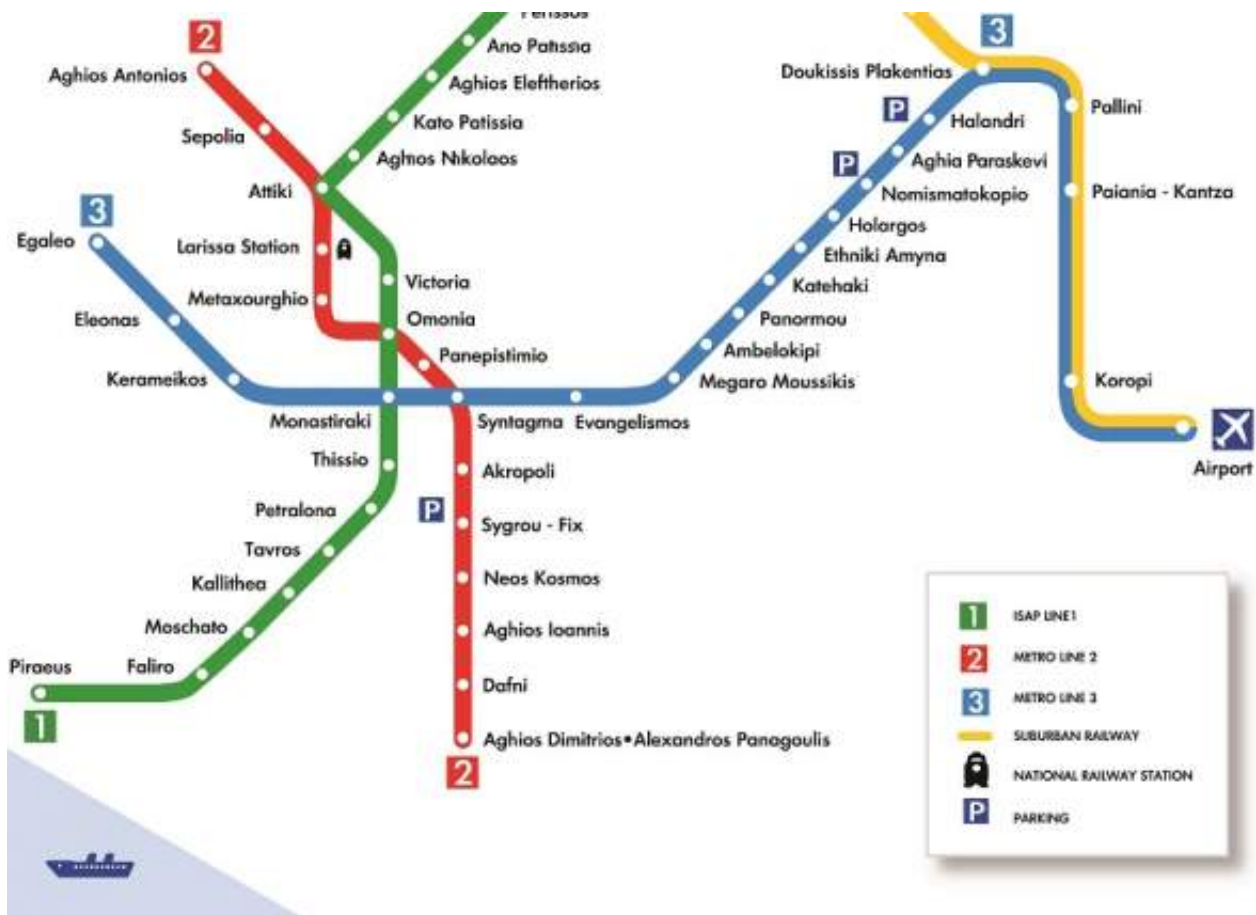 Perissos
2
Ano Patissia
3
Aghios Antonios
Aghios Eleftherios
Doukissis Plakentias
P
Pallini
Sepolia
Kato Patissia
Halandri
Aghios Nikolaos
P
Aghia Paraskevi
Attiki
Nomismatokopio
Paiania - Kantza
3
Egaleo
Larissa Station
Holargos
Ethniki Amyna
Victoria
Katehaki
Metaxourghio
Eleonas
Omonia
Panormou
Panepistimio
Ambelokipi
Kerameikos
Megaro Moussikis
Koropi
Monastiraki
Syntagma
Evangelismos
Thissio
Akropoli
Airport
Petralona
P
Sygrou - Fix
Tavros
Kallithea
Neos Kosmos
Moschato
Aghios Ioannis
Piraeus
Faliro
Dafni
1
Aghios Dimitrios•Alexandros Panagoulis
2
1 ISAP LINE1
2 METRO LINE 2
3 METRO LINE 3
SUBURBAN RAILWAY
NATIONAL RAILWAY STATION
P PARKING